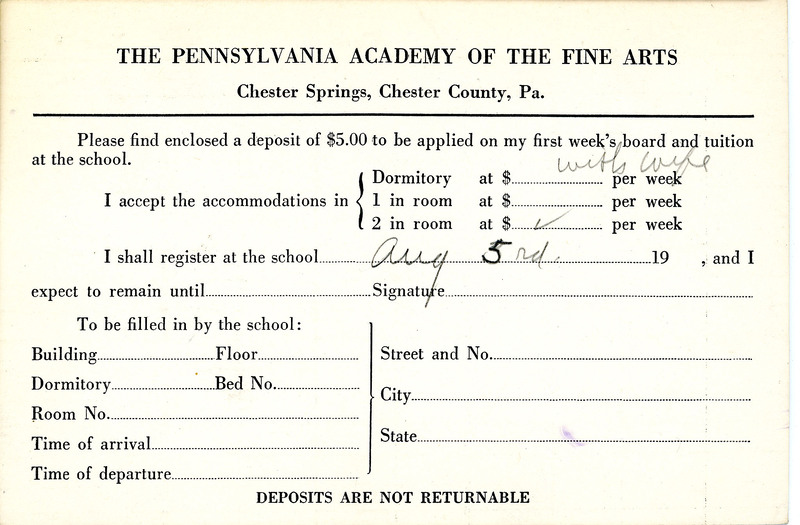 THE PENNSYLVANIA ACADEMY OF THE FINE ARTS
Chester Springs, Chester County, Pa.
Please find enclosed a deposit of $5.00 to be applied on my first week's board and tuition
at the school.
with wife
Dormitory at $ per week
I accept the accommodations in 1 in room at $ per week
2 in room at $ ✓ per week
I shall register at the school Aug 5 rd. 19 , and I
expect to remain until Signature
To be filled in by the school:
Building Floor
Street and No.
Dormitory Bed No.
City
Room No.
State
Time of arrival
Time of departure
DEPOSITS ARE NOT RETURNABLE